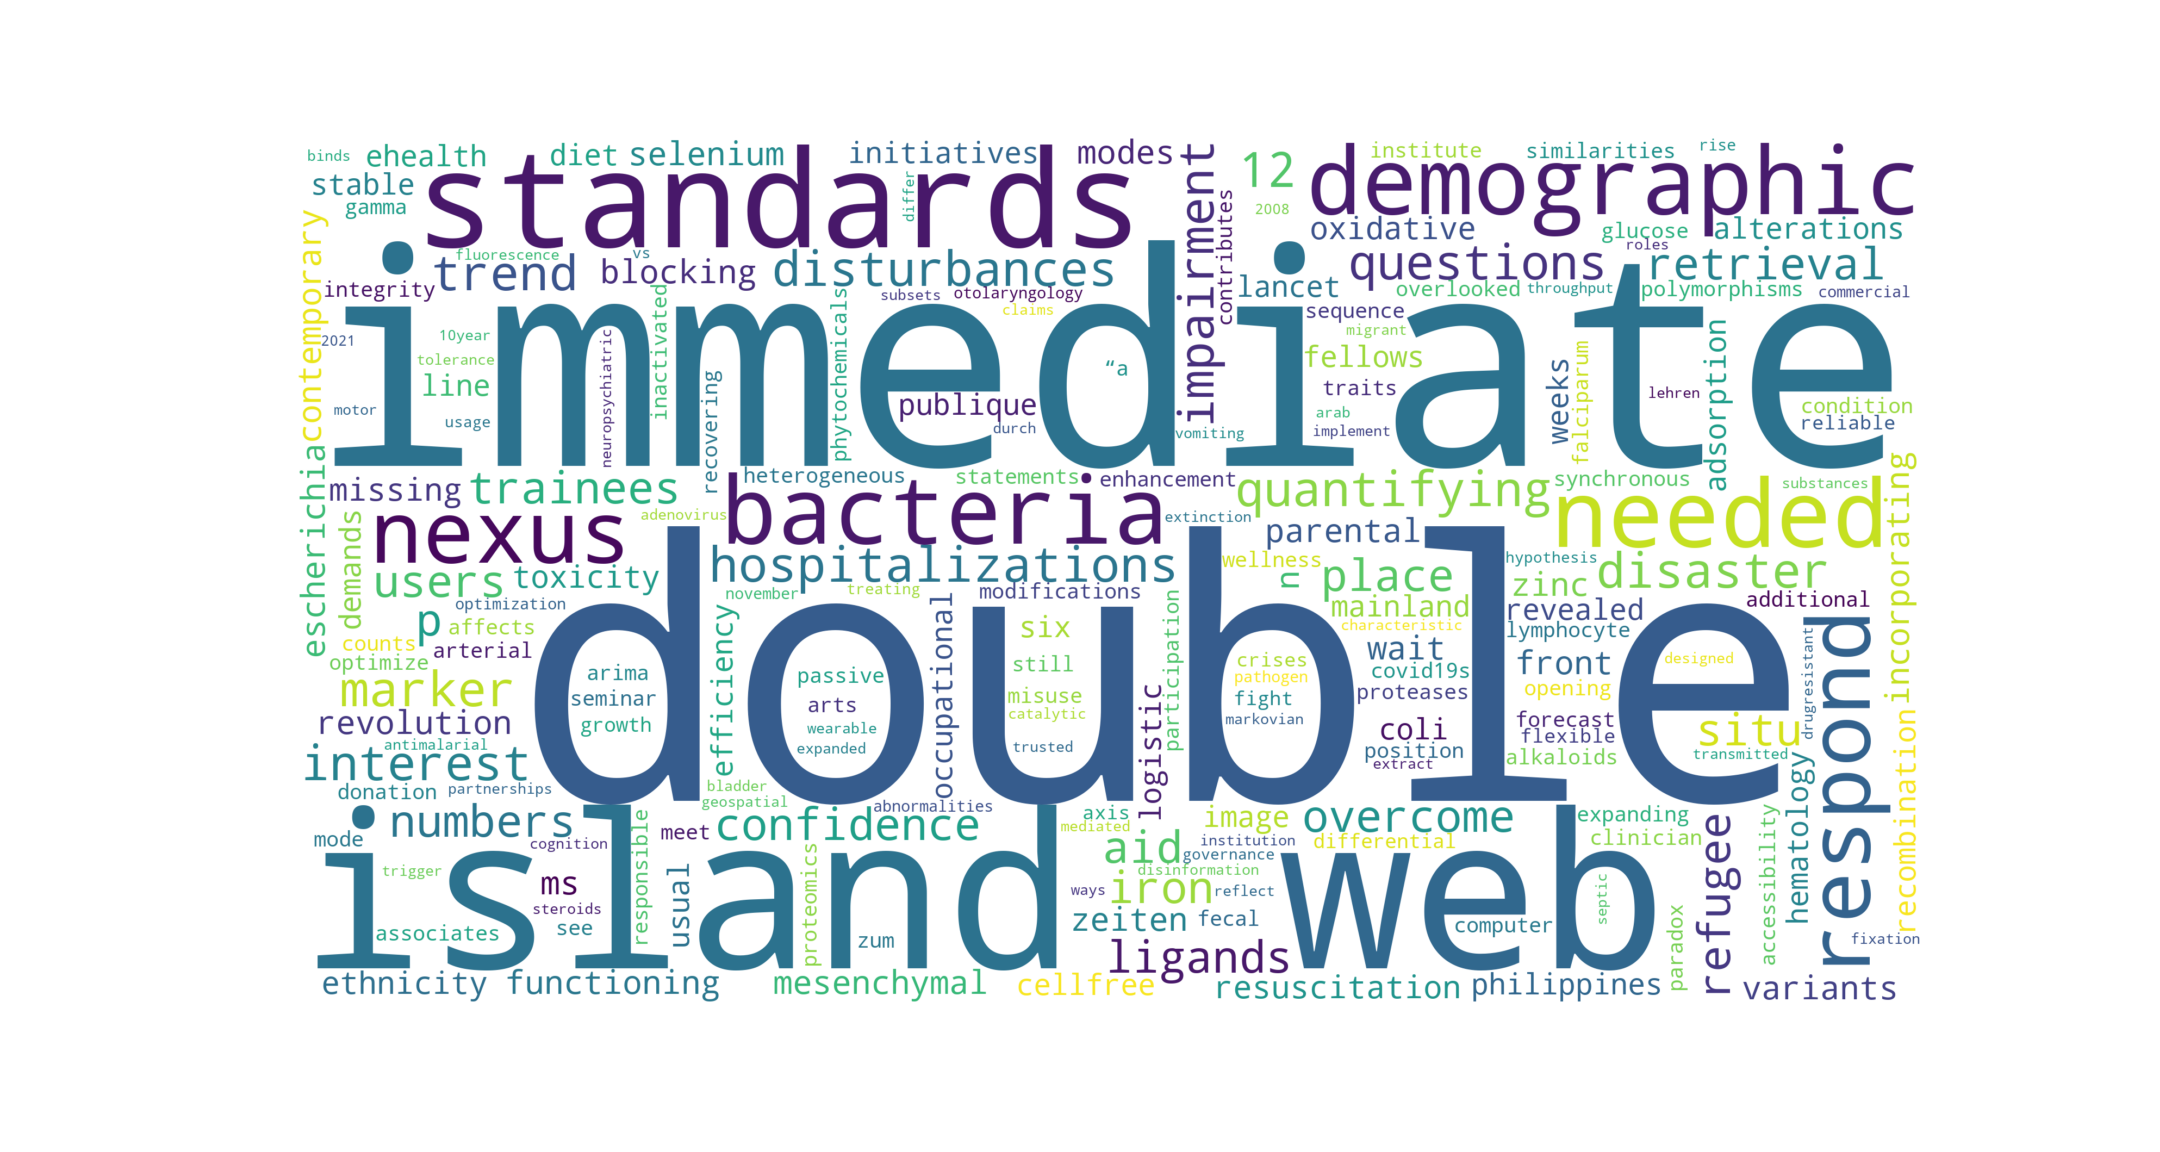 binds
ehealth
diet
selenium
initiatives
modes
12
institute
similarities
rise
stable
gamma
standards
differ
impairment
contributes
2008
demographic
contemporary
fluorescence
vs
trend
blocking
disturbances
oxidative
glucose
roles
alterations
questions
retrieval
integrity
inactivated
phytochemicals
subsets
otolaryngology
claims
lancet
overlooked
throughput
polymorphisms
commercial
sequence
migrant
2021
10year
tolerance
line
neuropsychiatric
immediate
“a
fellows
traits
falciparum
adsorption
lehren
motor
usage
recovering
publique
durch
vomiting
arab
implement
weeks
condition
reliable
escherichia
missing
trainees
heterogeneous
statements
enhancement
quantifying
synchronous
substances
incorporating
nexus
adenovirus
bacteria
extinction
parental
needed
demands
users
toxicity
hospitalizations
wellness
n
place
hypothesis
zinc
disaster
optimization
november
treating
modifications
participation
mainland
revealed
additional
p
affects
counts
arterial
optimize
efficiency
occupational
six
characteristic
wait
lymphocyte
front
designed
drugresistant
respond
marker
arima
seminar
growth
double
passive
arts
wearable
expanded
still
misuse
catalytic
trusted
crises
pathogen
fight
markovian
covid19s
proteases
opening
revolution
antimalarial
logistic
coli
position
extract
forecast
flexible
alkaloids
situ
transmitted
recombination
interest
donation
partnerships
bladder
geospatial
abnormalities
hematology
numbers
confidence
axis
mediated
image
overcome
expanding
clinician
accessibility
mode
cognition
responsible
meet
aid
institution
governance
differential
refugee
trigger
ms
steroids
see
island
usual
proteomics
zum
disinformation
ways
iron
reflect
web
septic
associates
zeiten
fecal
computer
paradox
fixation
ligands
ethnicity
functioning
mesenchymal
cellfree
resuscitation
philippines
variants